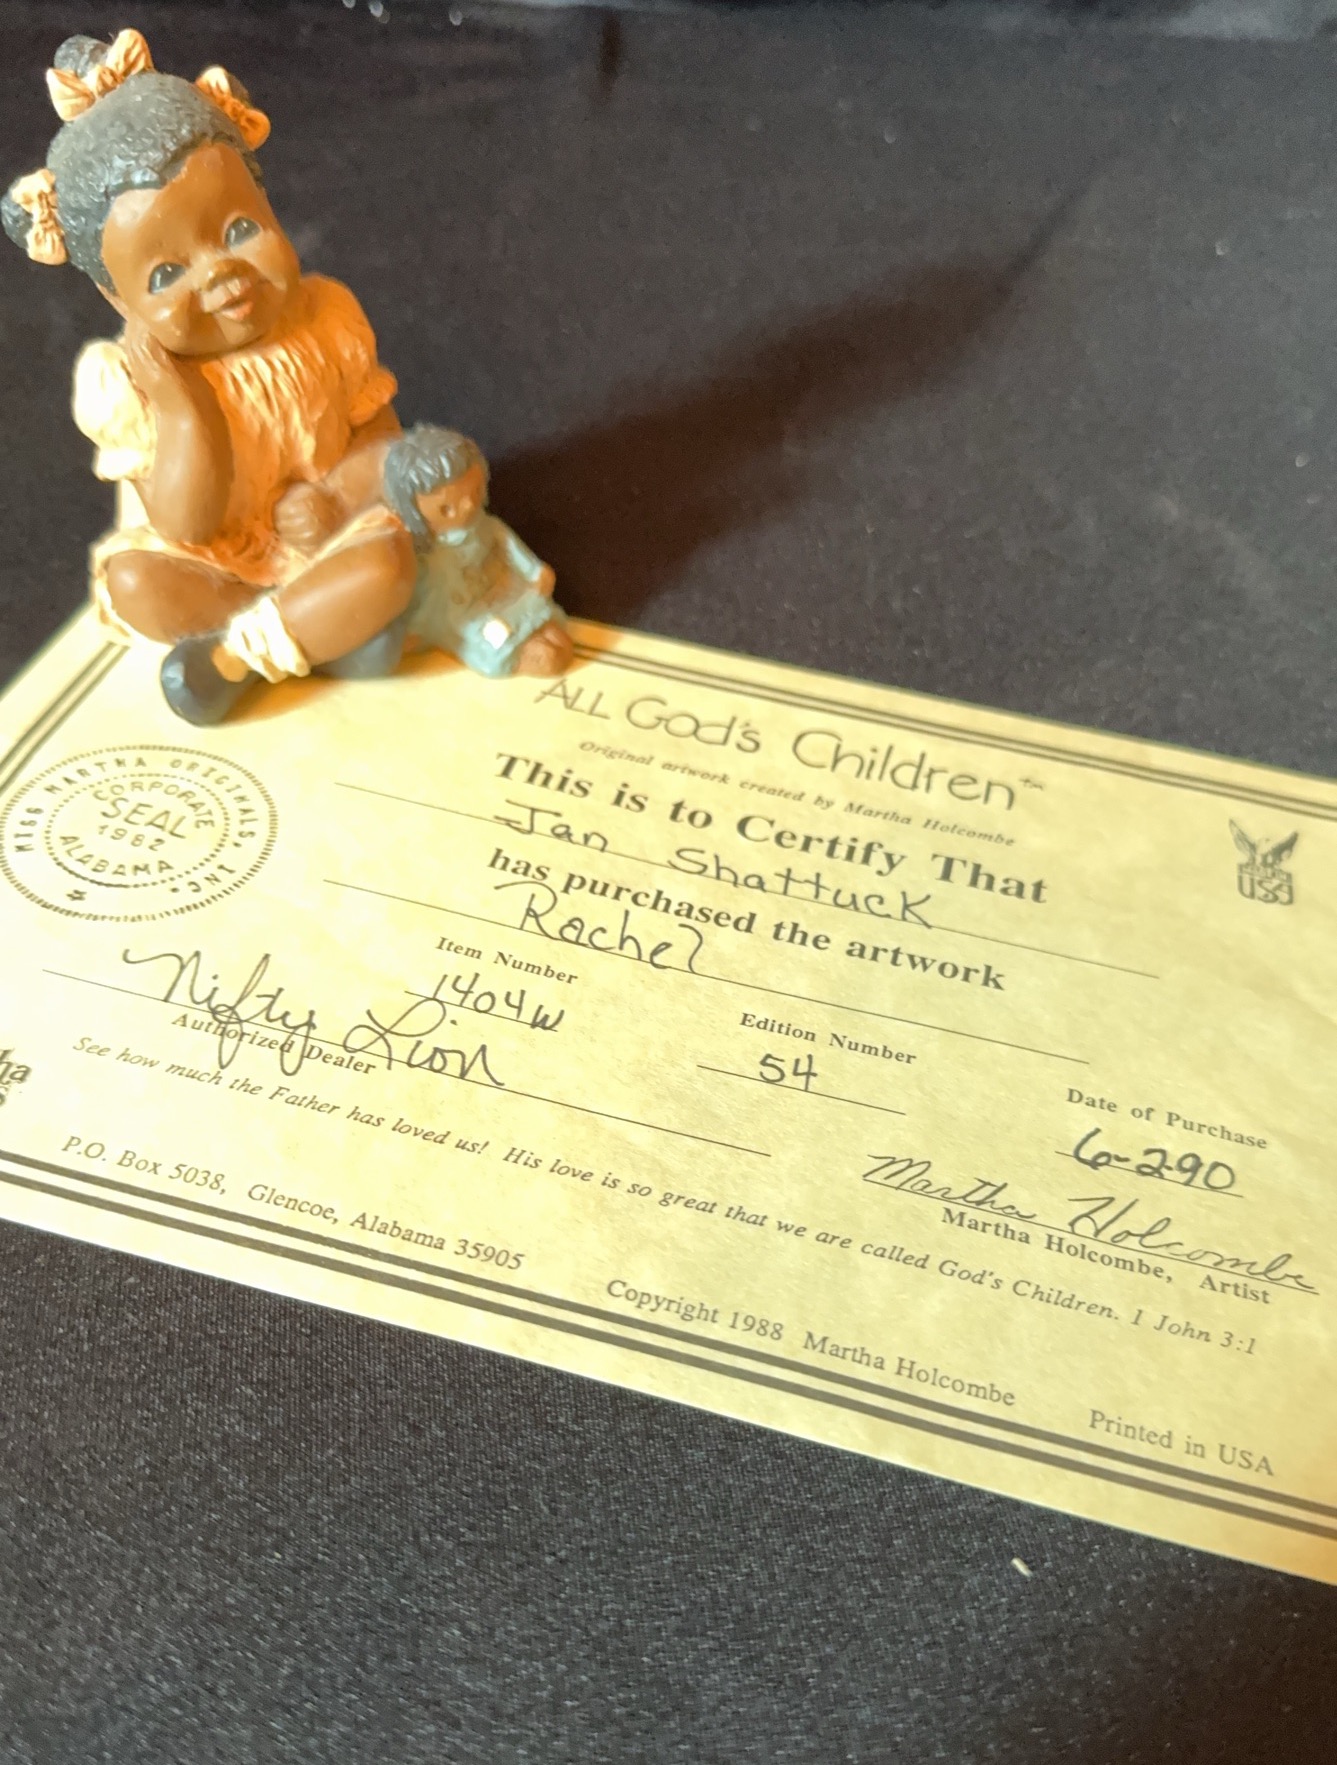 ALL God's Children™
Original artwork created by Martha Holcombe
This is to Certify That
Jan Shattuck
has purchased the artwork
Rachel
MISS MARTHA ORIGINALS, INC.
CORPORATE
SEAL
1982
ALABAMA
USA
Item Number
1404W
Edition Number
54
Date of Purchase
6-2-90
Nifty Lion
Authorized Dealer
Martha Holcombe
Martha Holcombe, Artist
See how much the Father has loved us! His love is so great that we are called God's Children. 1 John 3:1
P.O. Box 5038, Glencoe, Alabama 35905
Copyright 1988 Martha Holcombe
Printed in USA